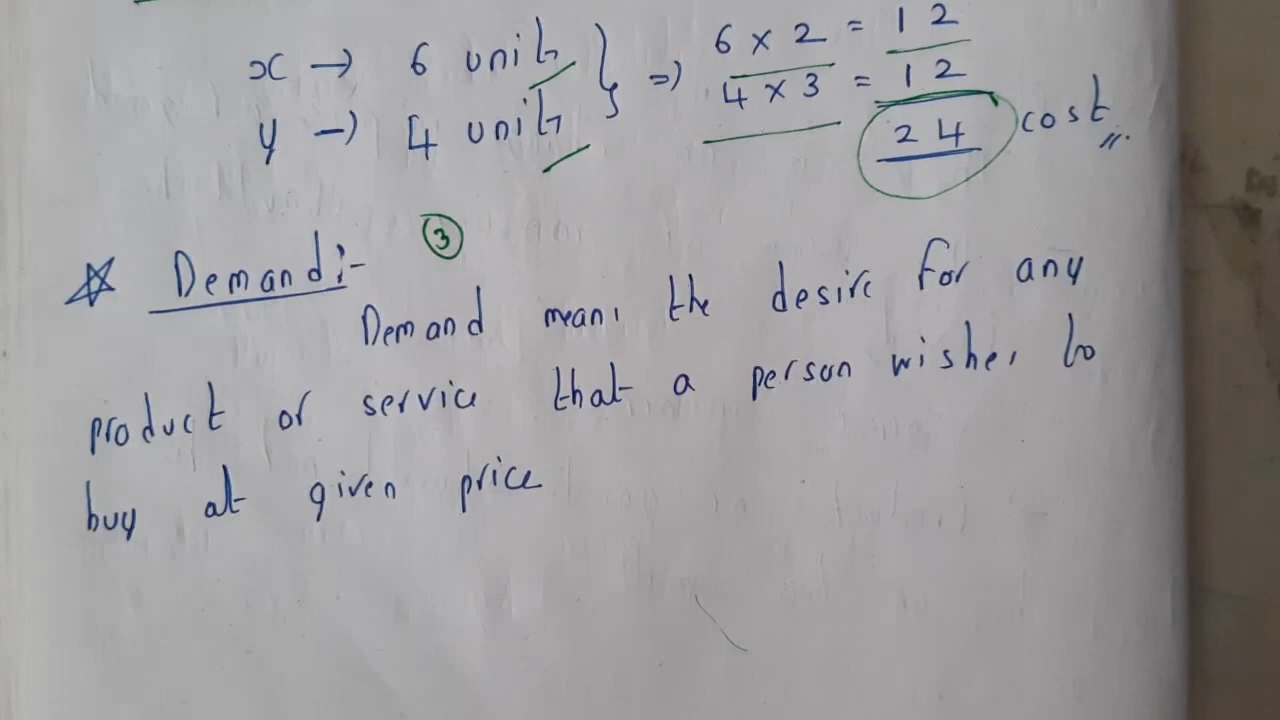 x → 6 units } ⇒ 6 x 2 = 12
y → 4 units 4 x 3 = 12
24 cost
☆ Demand:- ③
Demand means the desire for any
product or service that a person wishes to
buy at given price